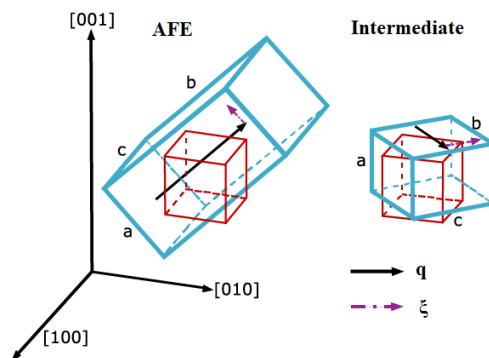 [001]
AFE
Intermediate
b
c
a
b
a
c
[010]
[100]
q
ξ